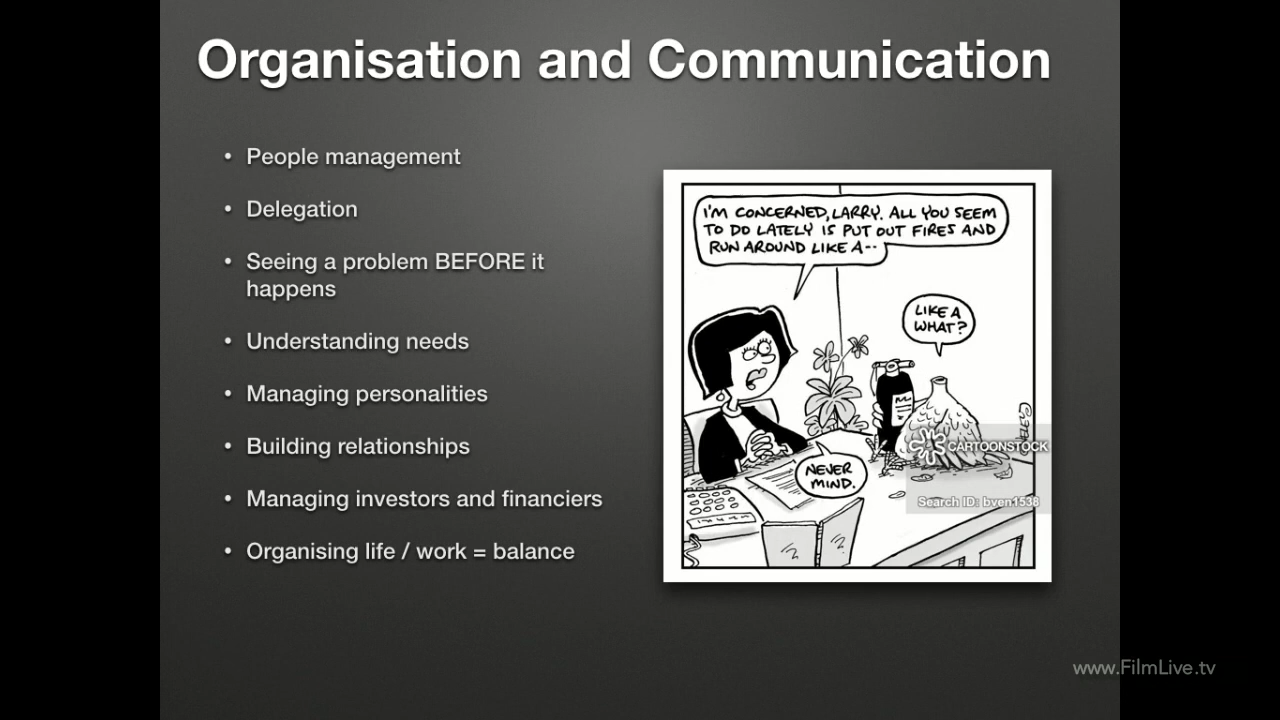 Organisation and Communication
• People management
• Delegation
• Seeing a problem BEFORE it
happens
• Understanding needs
• Managing personalities
• Building relationships
• Managing investors and financiers
• Organising life / work = balance
I'M CONCERNED, LARRY. ALL YOU SEEM
TO DO LATELY IS PUT OUT FIRES AND
RUN AROUND LIKE A--
LIKE A
WHAT?
NEVER
MIND.
CARTOONSTOCK
Search ID: bven1538
www.FilmLive.tv